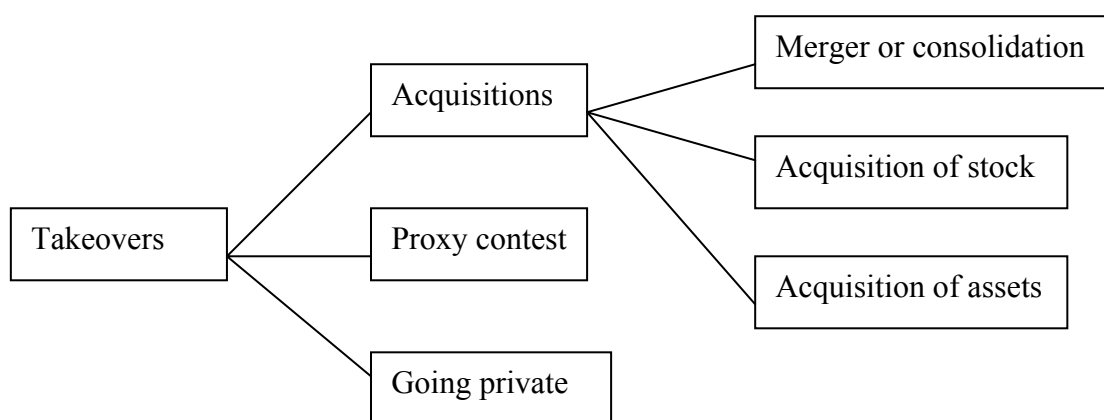 Merger or consolidation
Acquisitions
Acquisition of stock
Takeovers
Proxy contest
Acquisition of assets
Going private